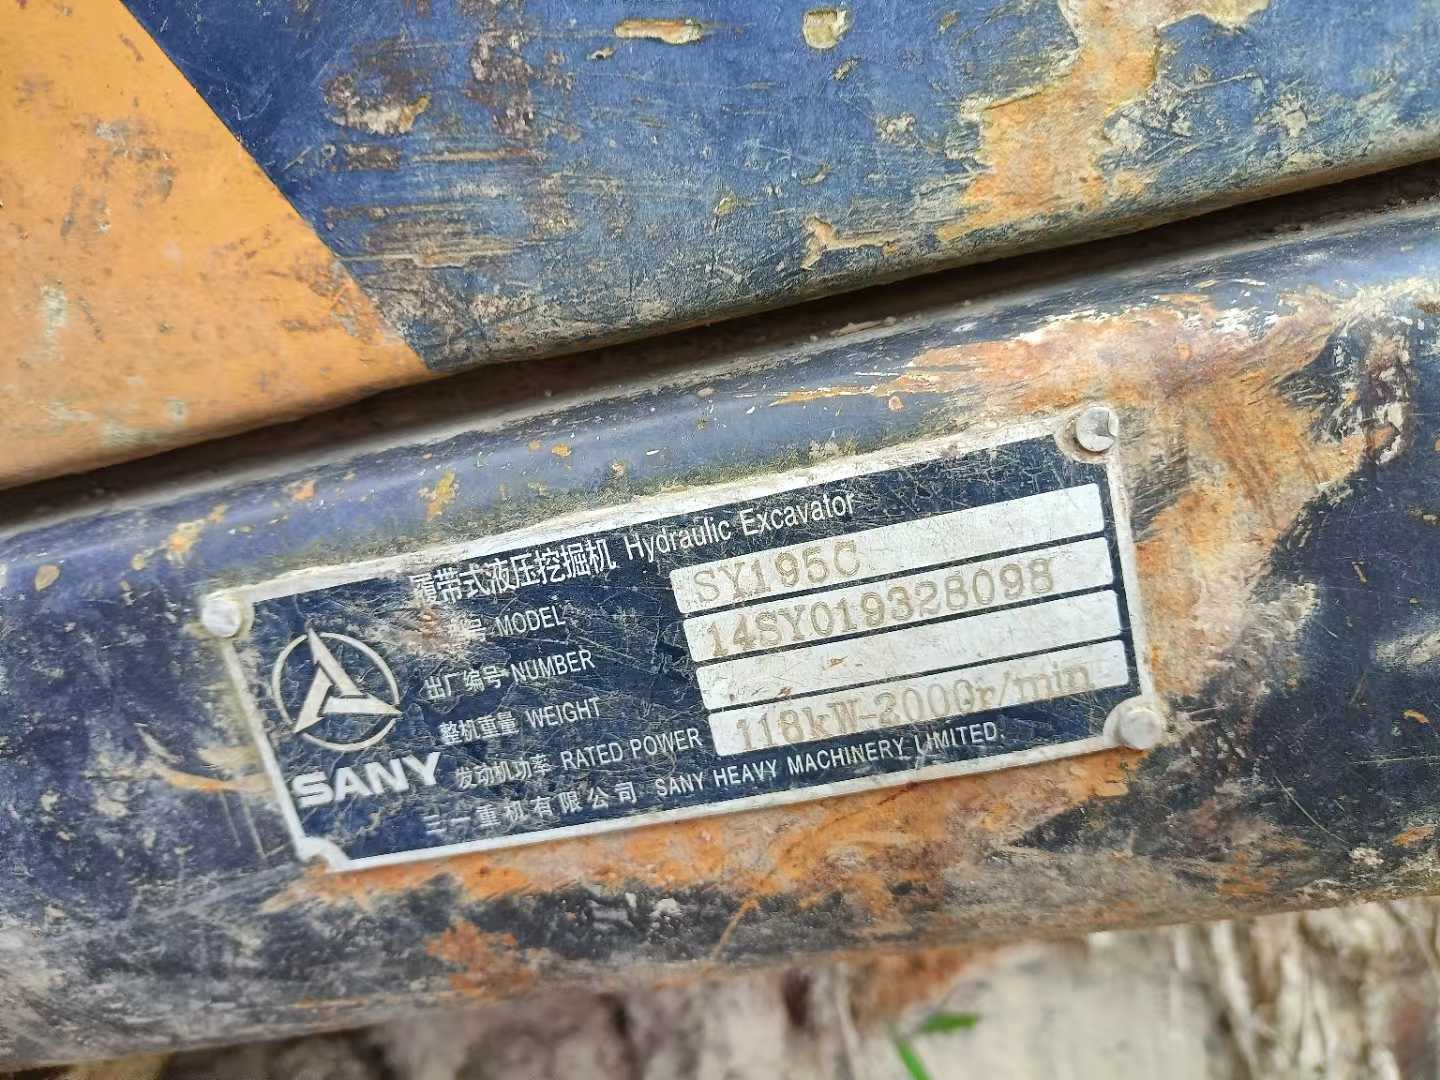 履带式液压挖掘机 Hydraulic Excavator
型号 MODEL SY195C
出厂编号 NUMBER 14SY019328098
整机重量 WEIGHT
发动机功率 RATED POWER 118kW-2000r/min
SANY
三一重机有限公司 SANY HEAVY MACHINERY LIMITED.